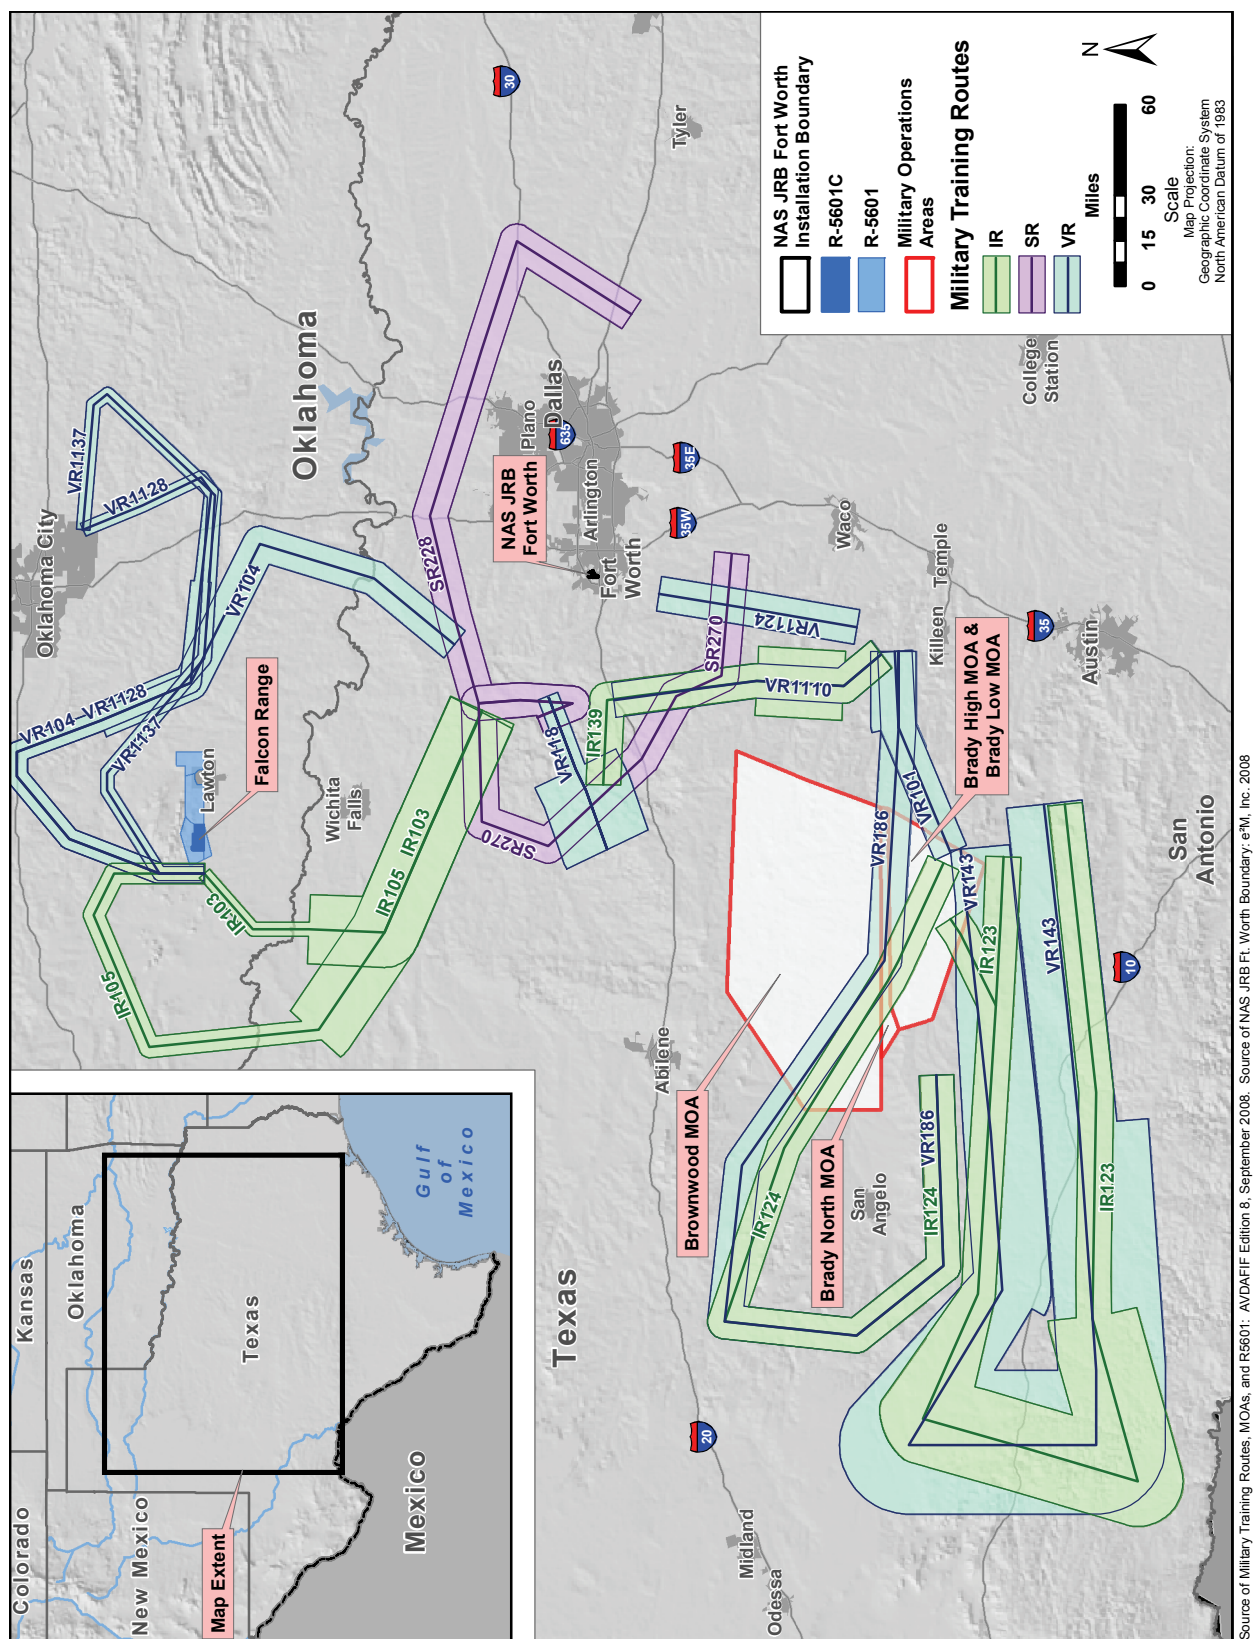 Colorado
Kansas
New Mexico
Oklahoma
Texas
Mexico
Gulf
of
Mexico
Map Extent
Oklahoma City
Oklahoma
VR1137
VR1128
VR104
VR104
VR1128
VR1137
Lawton
Falcon Range
Wichita
Falls
IR105
IR103
IR105
IR103
SR228
SR270
VR118
IR139
SR270
VR1124
VR1110
NAS JRB
Fort Worth
Plano
Dallas
635
Arlington
Fort
Worth
35W
35E
30
Tyler
Waco
Temple
Killeen
35
Austin
College
Station
San
Antonio
10
Abilene
Texas
20
Midland
Odessa
San
Angelo
Brownwood MOA
Brady North MOA
Brady High MOA &
Brady Low MOA
VR186
VR101
VR143
IR123
VR143
IR123
IR124
IR124
VR186
NAS JRB Fort Worth
Installation Boundary
R-5601C
R-5601
Military Operations
Areas
Military Training Routes
IR
SR
VR
Miles
0 15 30 60
Scale
Map Projection:
Geographic Coordinate System
North American Datum of 1983
N
Source of Military Training Routes, MOAs, and R5601: AVDAFIF Edition 8, September 2008. Source of NAS JRB Ft. Worth Boundary: e²M, Inc. 2008